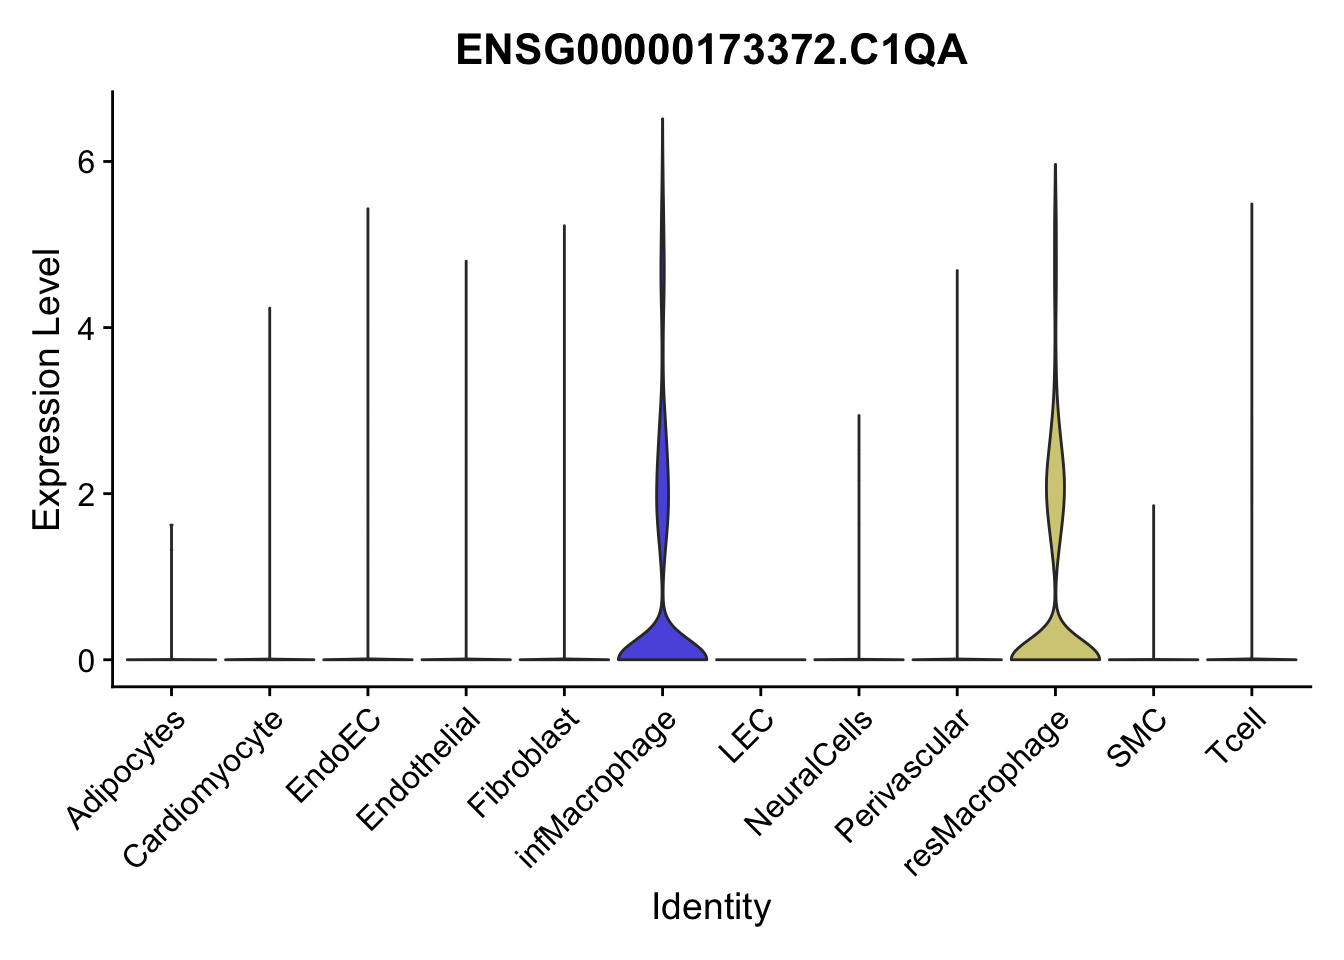 ENSG00000173372.C1QA
Expression Level
6
4
2
0
Adipocytes
Cardiomyocyte
EndoEC
Endothelial
Fibroblast
infMacrophage
LEC
NeuralCells
Perivascular
resMacrophage
SMC
Tcell
Identity